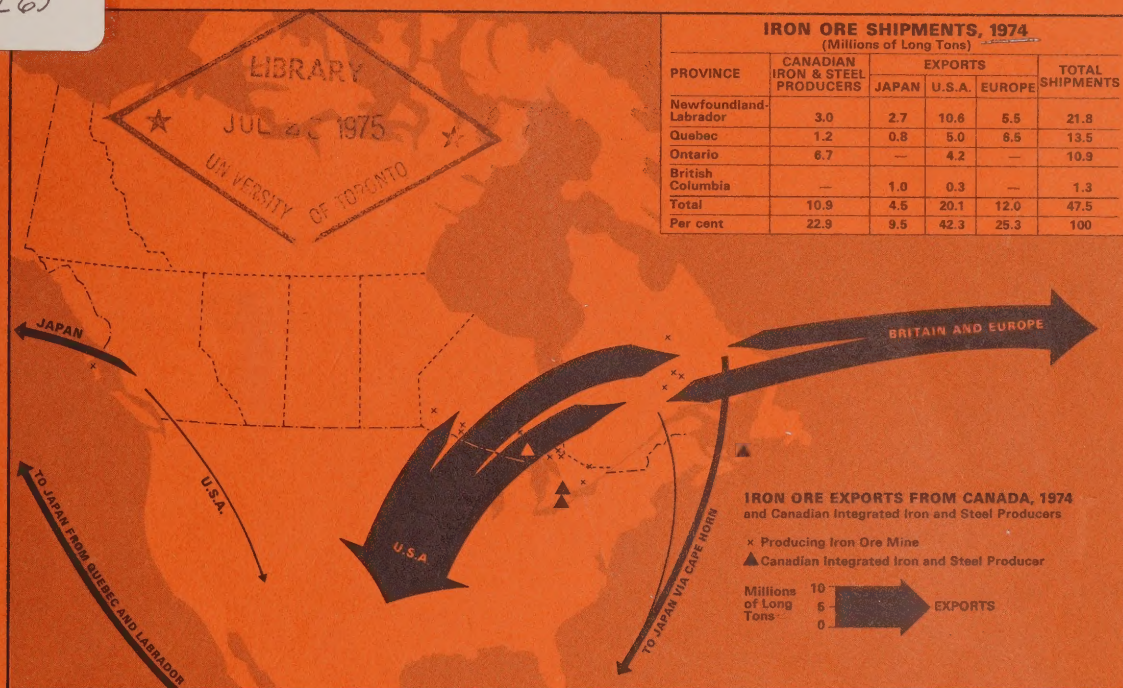 LIBRARY
JUL 1975
UNIVERSITY OF TORONTO
IRON ORE SHIPMENTS, 1974
(Millions of Long Tons)
PROVINCE CANADIAN IRON & STEEL PRODUCERS EXPORTS JAPAN U.S.A. EUROPE TOTAL SHIPMENTS
Newfoundland-
Labrador 3.0 2.7 10.6 5.5 21.8
Quebec 1.2 0.8 5.0 6.5 13.5
Ontario 6.7 — 4.2 — 10.9
British
Columbia — 1.0 0.3 — 1.3
Total 10.9 4.5 20.1 12.0 47.5
Per cent 22.9 9.5 42.3 25.3 100
JAPAN
BRITAIN AND EUROPE
U.S.A.
U.S.A
TO JAPAN FROM QUEBEC AND LABRADOR
TO JAPAN VIA CAPE HORN
IRON ORE EXPORTS FROM CANADA, 1974
and Canadian Integrated Iron and Steel Producers
x Producing Iron Ore Mine
▲ Canadian Integrated Iron and Steel Producer
Millions
of Long
Tons
10
5
0
EXPORTS